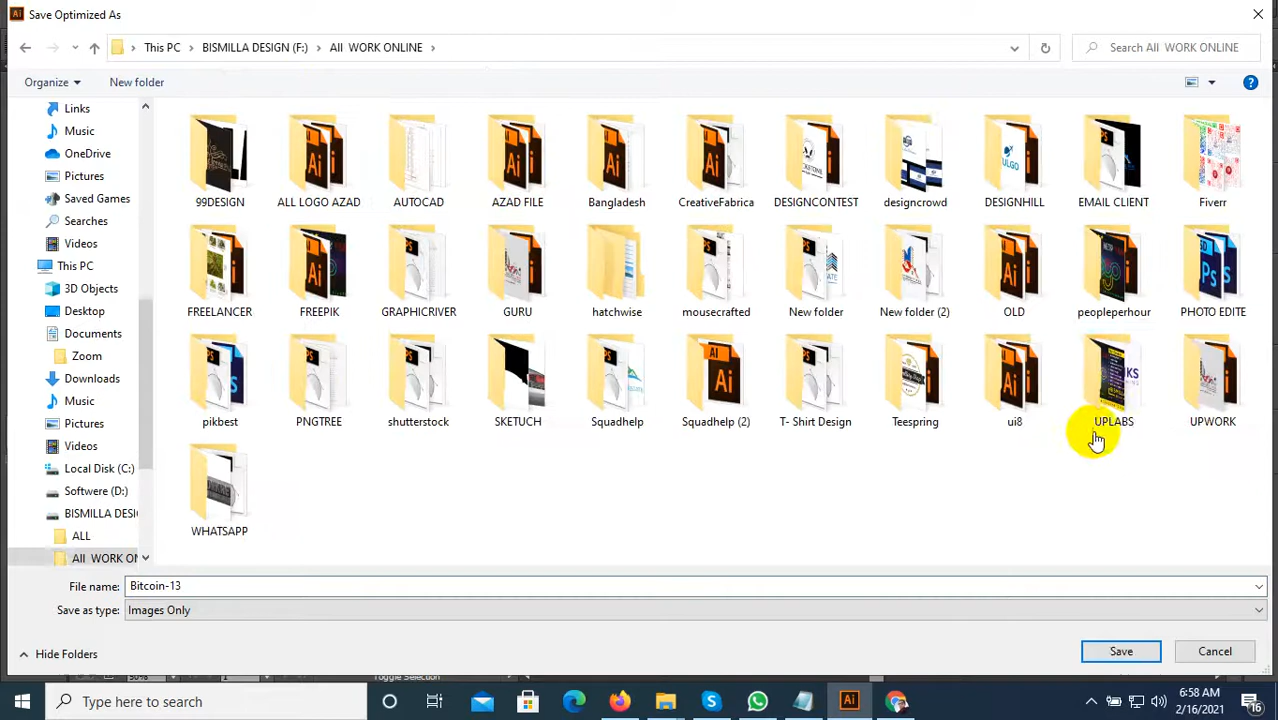 Save Optimized As
This PC > BISMILLA DESIGN (F:) > All WORK ONLINE >
Search All WORK ONLINE
Organize
New folder
Links
Music
OneDrive
Pictures
Saved Games
Searches
Videos
This PC
3D Objects
Desktop
Documents
Zoom
Downloads
Music
Pictures
Videos
Local Disk (C:)
Softwere (D:)
BISMILLA DESI
ALL
All WORK ON
99DESIGN ALL LOGO AZAD AUTOCAD AZAD FILE Bangladesh CreativeFabrica DESIGNCONTEST designcrowd DESIGNHILL EMAIL CLIENT Fiverr
FREELANCER FREEPIK GRAPHICRIVER GURU hatchwise mousecrafted New folder New folder (2) OLD peopleperhour PHOTO EDITE
pikbest PNGTREE shutterstock SKETUCH Squadhelp Squadhelp (2) T- Shirt Design Teespring ui8 UPLABS UPWORK
WHATSAPP
File name: Bitcoin-13
Save as type: Images Only
Hide Folders
Save
Cancel
Toggle Selection
Type here to search
6:58 AM
2/16/2021
16